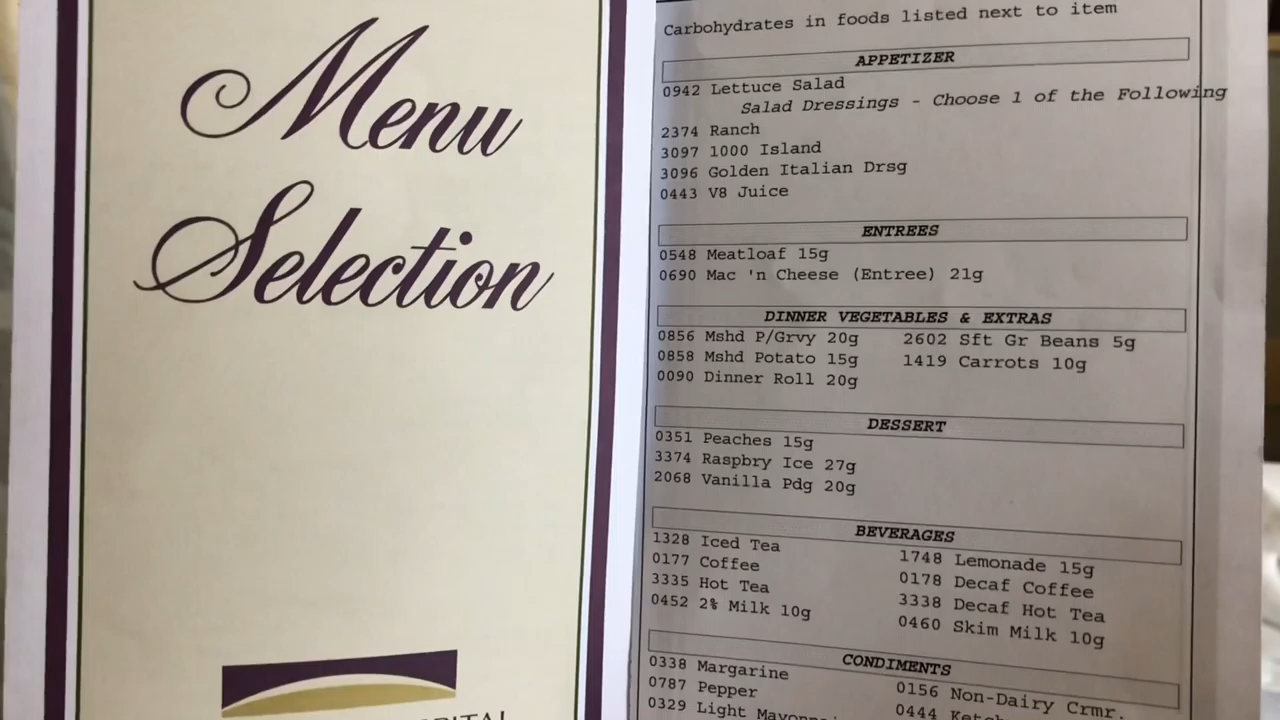 Menu
Selection
Carbohydrates in foods listed next to item
APPETIZER
0942 Lettuce Salad
Salad Dressings - Choose 1 of the Following
2374 Ranch
3097 1000 Island
3096 Golden Italian Drsg
0443 V8 Juice
ENTREES
0548 Meatloaf 15g
0690 Mac 'n Cheese (Entree) 21g
DINNER VEGETABLES & EXTRAS
0856 Mshd P/Grvy 20g 2602 Sft Gr Beans 5g
0858 Mshd Potato 15g 1419 Carrots 10g
0090 Dinner Roll 20g
DESSERT
0351 Peaches 15g
3374 Raspbry Ice 27g
2068 Vanilla Pdg 20g
BEVERAGES
1328 Iced Tea 1748 Lemonade 15g
0177 Coffee 0178 Decaf Coffee
3335 Hot Tea 3338 Decaf Hot Tea
0452 2% Milk 10g 0460 Skim Milk 10g
CONDIMENTS
0338 Margarine 0156 Non-Dairy Crmr.
0787 Pepper 0444
0329 Light